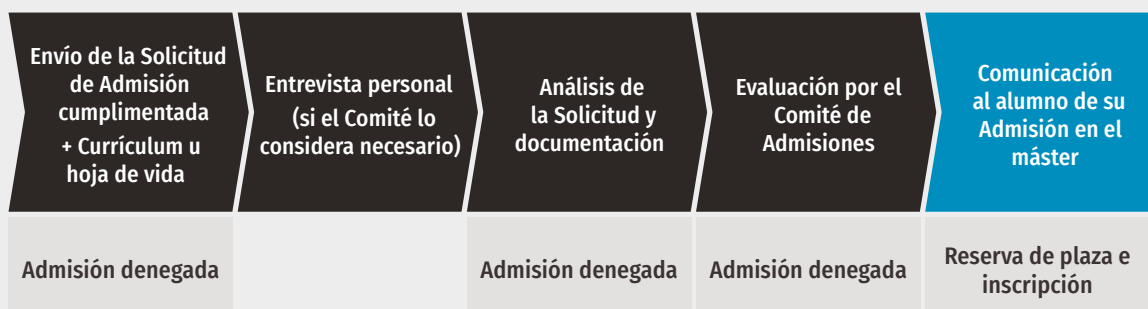 Envío de la Solicitud
de Admisión
cumplimentada
+ Currículum u
hoja de vida
Entrevista personal
(si el Comité lo
considera necesario)
Análisis de
la Solicitud y
documentación
Evaluación por el
Comité de
Admisiones
Comunicación
al alumno de su
Admisión en el
máster
Admisión denegada
Admisión denegada
Admisión denegada
Reserva de plaza e
inscripción